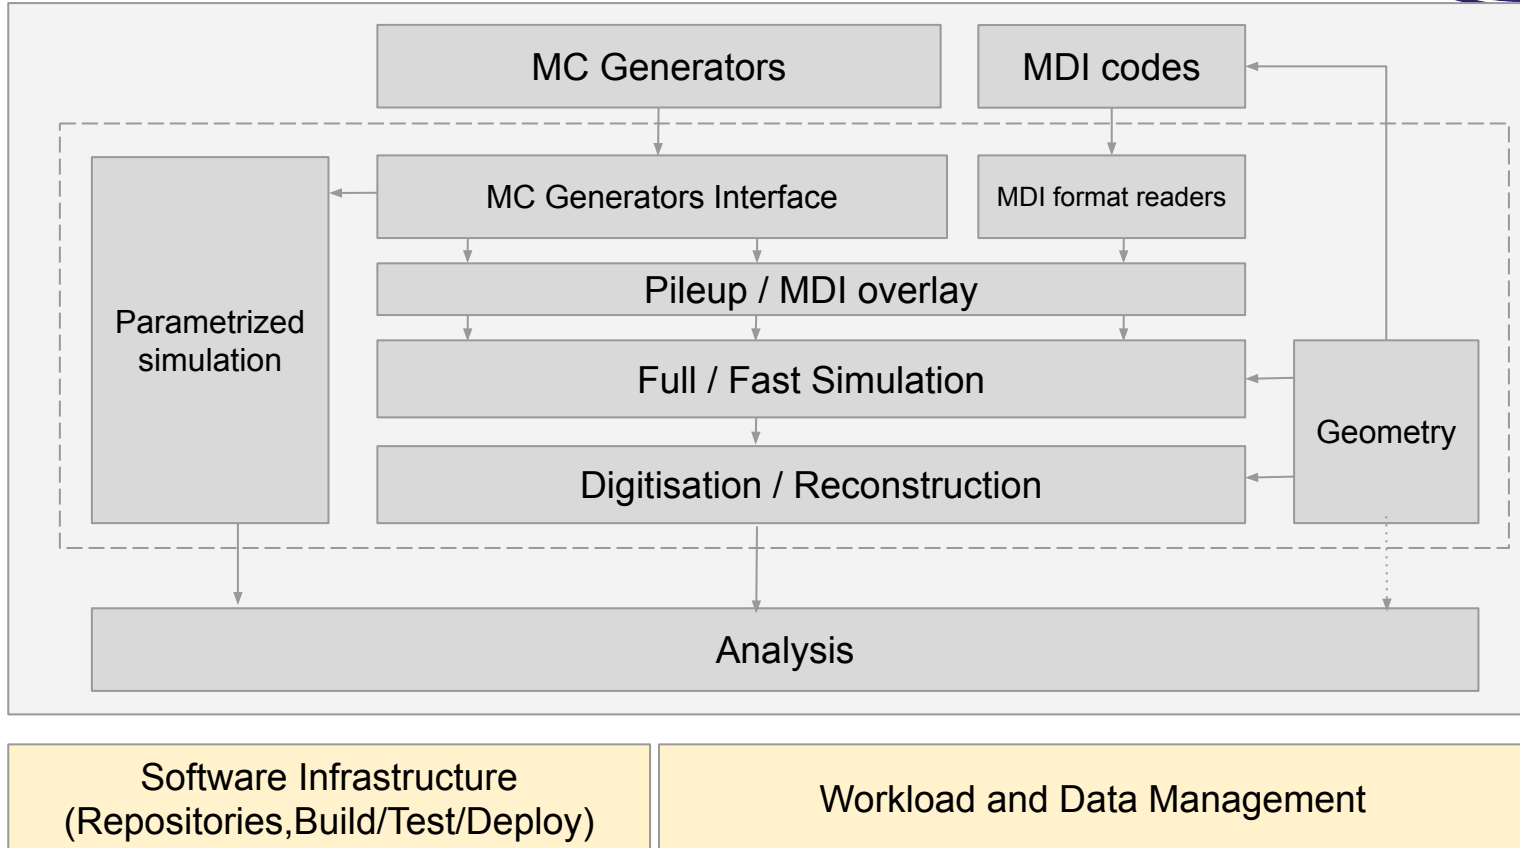 MC Generators
MDI codes
MC Generators Interface
MDI format readers
Pileup / MDI overlay
Parametrized
simulation
Full / Fast Simulation
Geometry
Digitisation / Reconstruction
Analysis
Software Infrastructure
(Repositories,Build/Test/Deploy)
Workload and Data Management